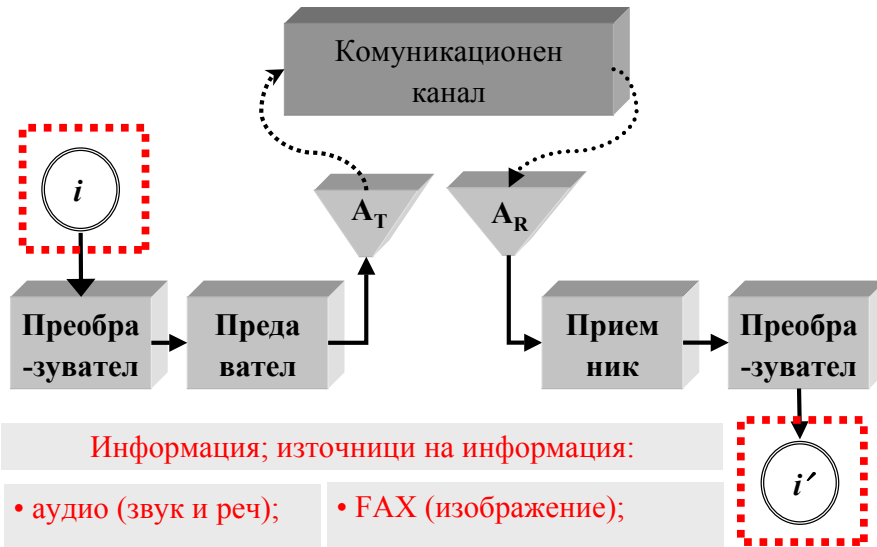 Комуникационен
канал
i
A_T
A_R
Преобра
-зувател
Преда
вател
Прием
ник
Преобра
-зувател
Информация; източници на информация:
i′
• аудио (звук и реч);
• FAX (изображение);